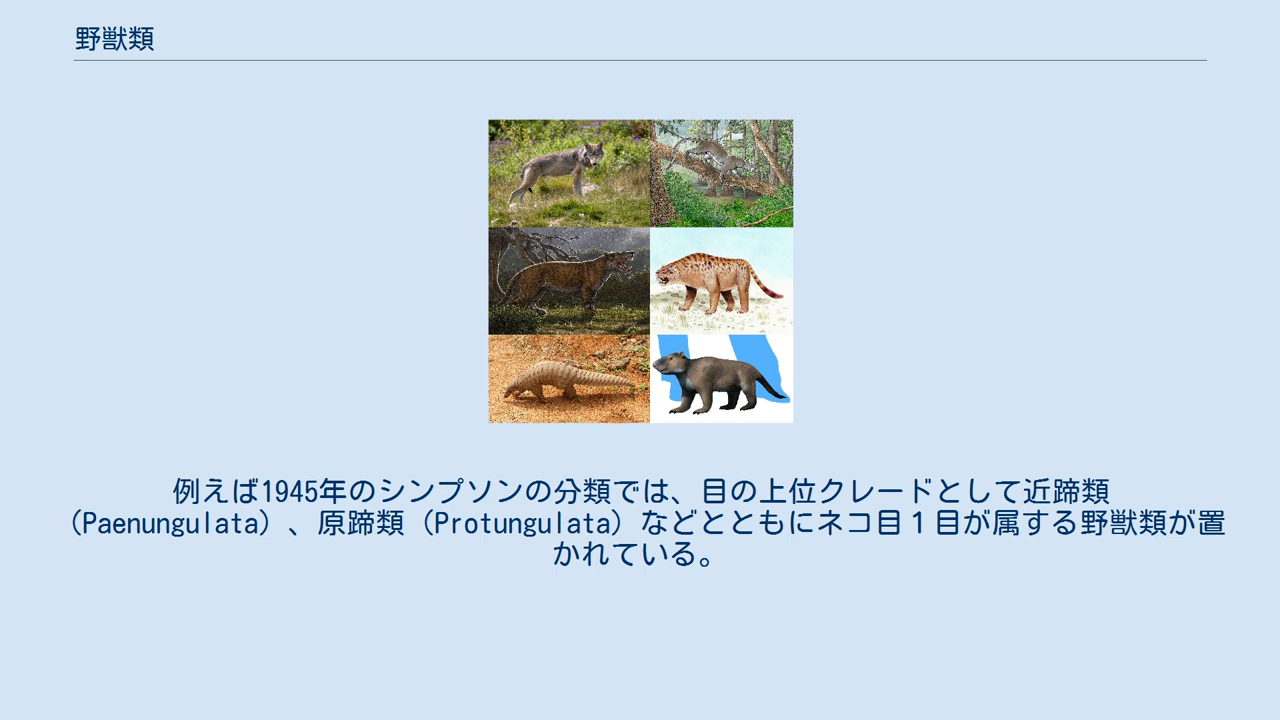 野獣類
例えば1945年のシンプソンの分類では、目の上位クレードとして近蹄類
（Paenungulata）、原蹄類（Protungulata）などとともにネコ目１目が属する野獣類が置
かれている。